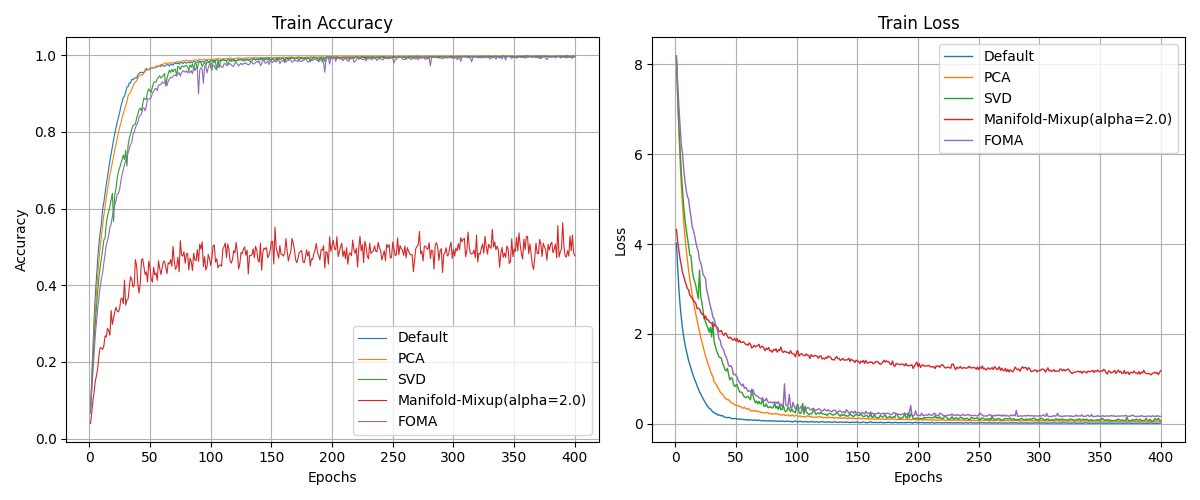 Train Accuracy
Accuracy
1.0
0.8
0.6
0.4
0.2
0.0
Default
PCA
SVD
Manifold-Mixup(alpha=2.0)
FOMA
0 50 100 150 200 250 300 350 400
Epochs
Train Loss
Loss
8
6
4
2
0
Default
PCA
SVD
Manifold-Mixup(alpha=2.0)
FOMA
0 50 100 150 200 250 300 350 400
Epochs